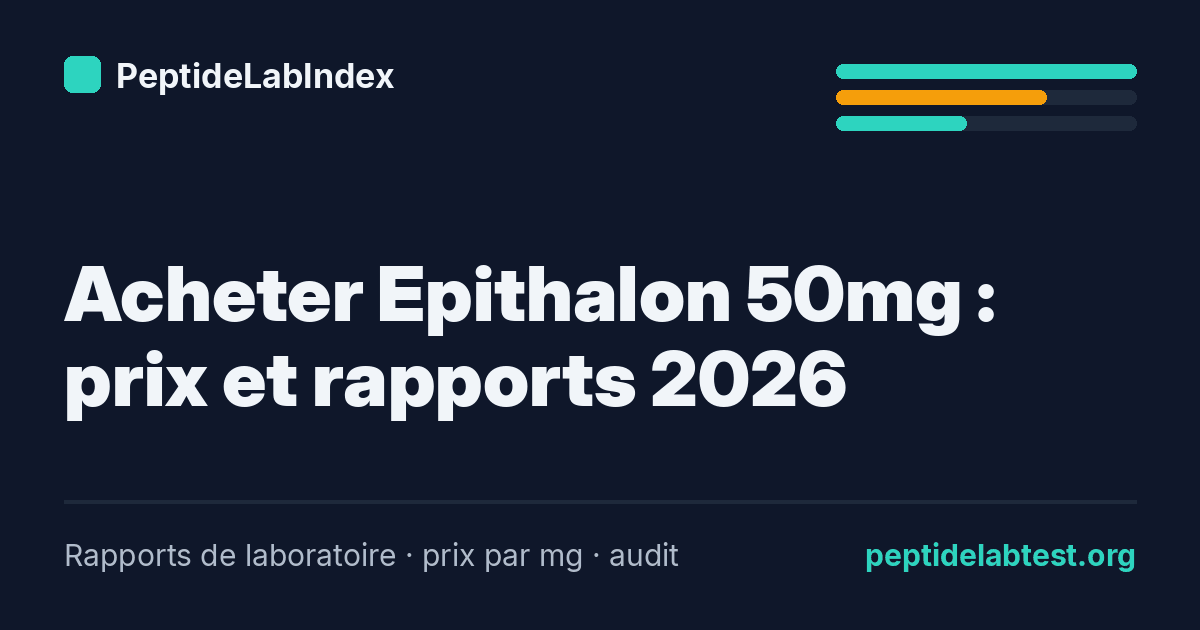 PeptideLabIndex
Acheter Epithalon 50mg :
prix et rapports 2026
Rapports de laboratoire · prix par mg · audit
peptidelabtest.org